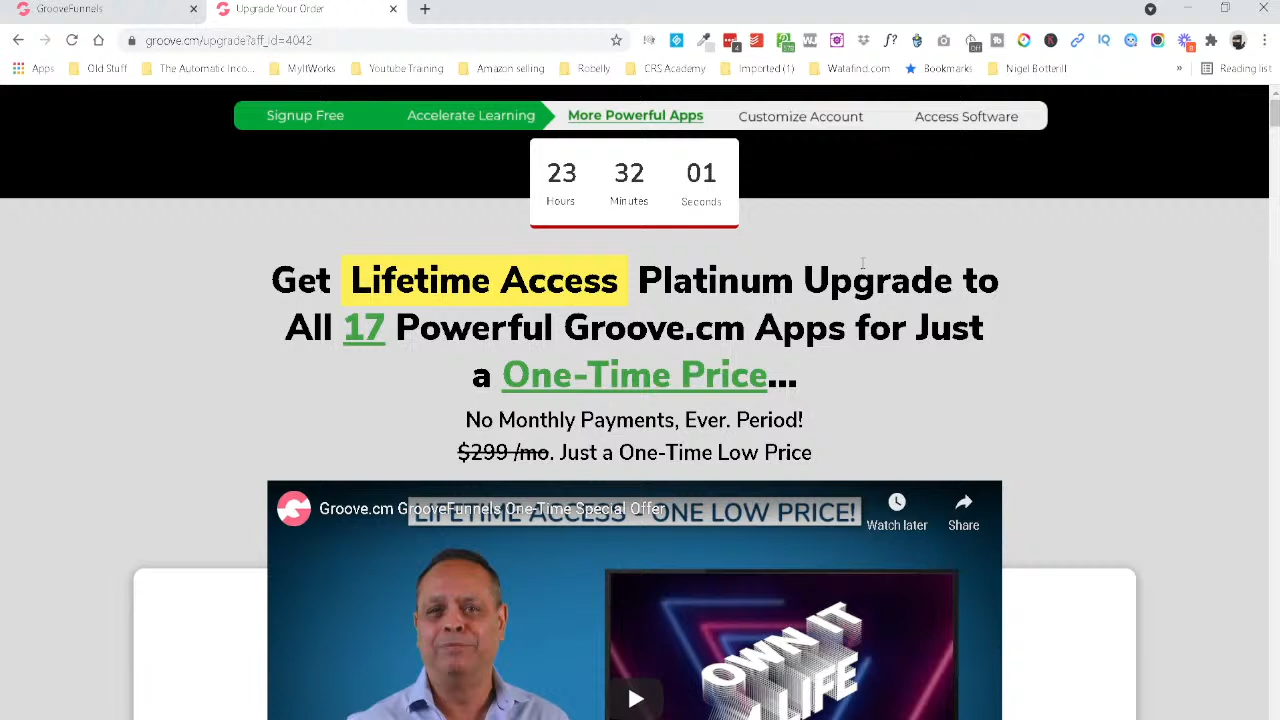 GrooveFunnels
Upgrade Your Order
groove.cm/upgrade?aff_id=4042
Apps
Old Stuff
The Automatic Inco...
MyItWorks
Youtube Training
Amazon selling
Robelly
CRS Academy
Imported (1)
Watafind.com
Bookmarks
Nigel Botterill
»
Reading list
Signup Free
Accelerate Learning
More Powerful Apps
Customize Account
Access Software
23 32 01
Hours Minutes Seconds
Get Lifetime Access Platinum Upgrade to
All 17 Powerful Groove.cm Apps for Just
a One-Time Price...
No Monthly Payments, Ever. Period!
$299 /mo. Just a One-Time Low Price
Groove.cm GrooveFunnels One-Time Special Offer
LIFETIME ACCESS - ONE LOW PRICE!
Watch later
Share
OWN IT
4 LIFE